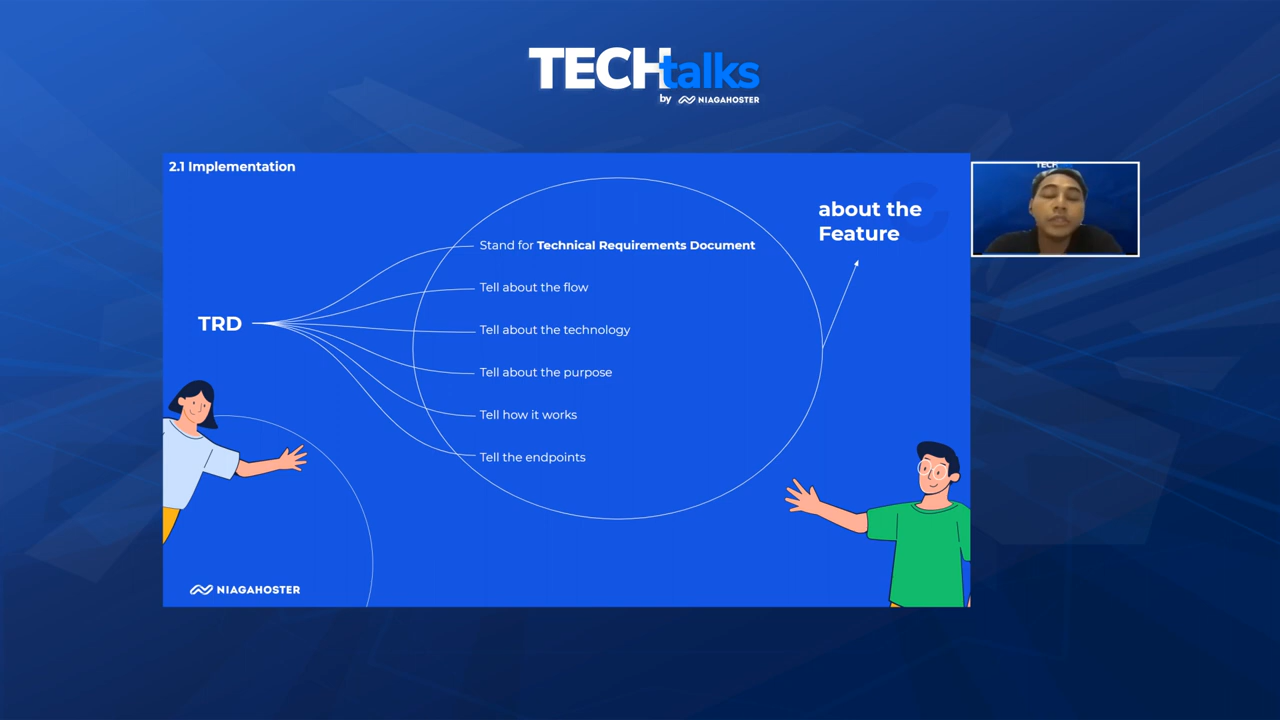 TECHtalks
by NIAGAHOSTER
2.1 Implementation
about the
Feature
TRD
Stand for Technical Requirements Document
Tell about the flow
Tell about the technology
Tell about the purpose
Tell how it works
Tell the endpoints
NIAGAHOSTER
TECH